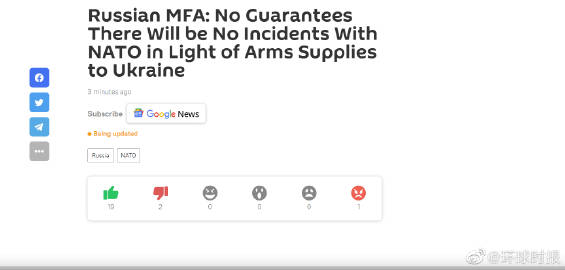 Russian MFA: No Guarantees
There Will be No Incidents With
NATO in Light of Arms Supplies
to Ukraine
3 minutes ago
Subscribe Google News
Being updated
Russia NATO
19 2 0 0 0 1
@环球时报